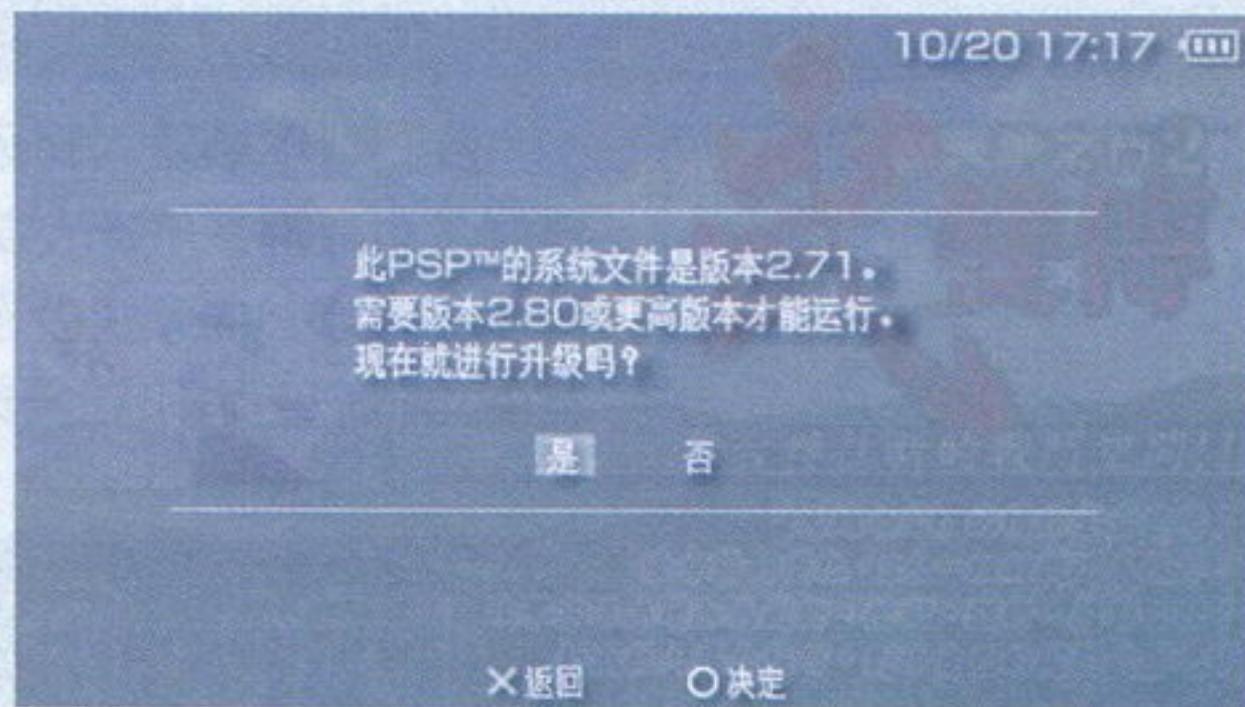 10/20 17:17
此PSP™的系统文件是版本2.71。
需要版本2.80或更高版本才能运行。
现在就进行升级吗？
是 否
×返回 ○决定